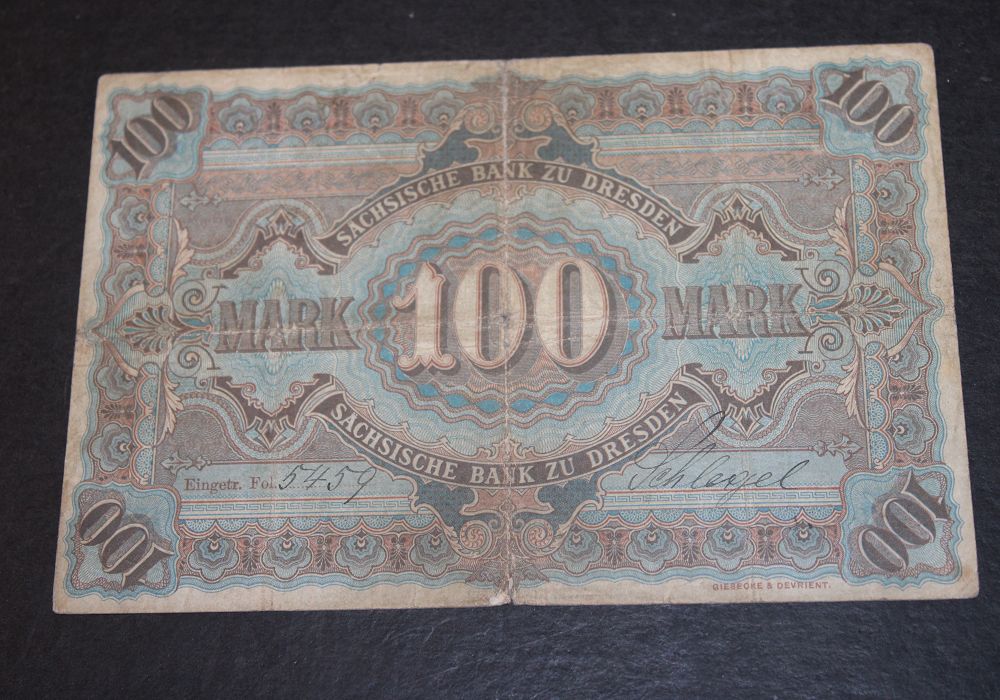 100 100
SÄCHSISCHE BANK ZU DRESDEN
MARK 100 MARK
SÄCHSISCHE BANK ZU DRESDEN
Eingetr. Fol. 5459 Schlegel
100 100
GIESECKE & DEVRIENT.